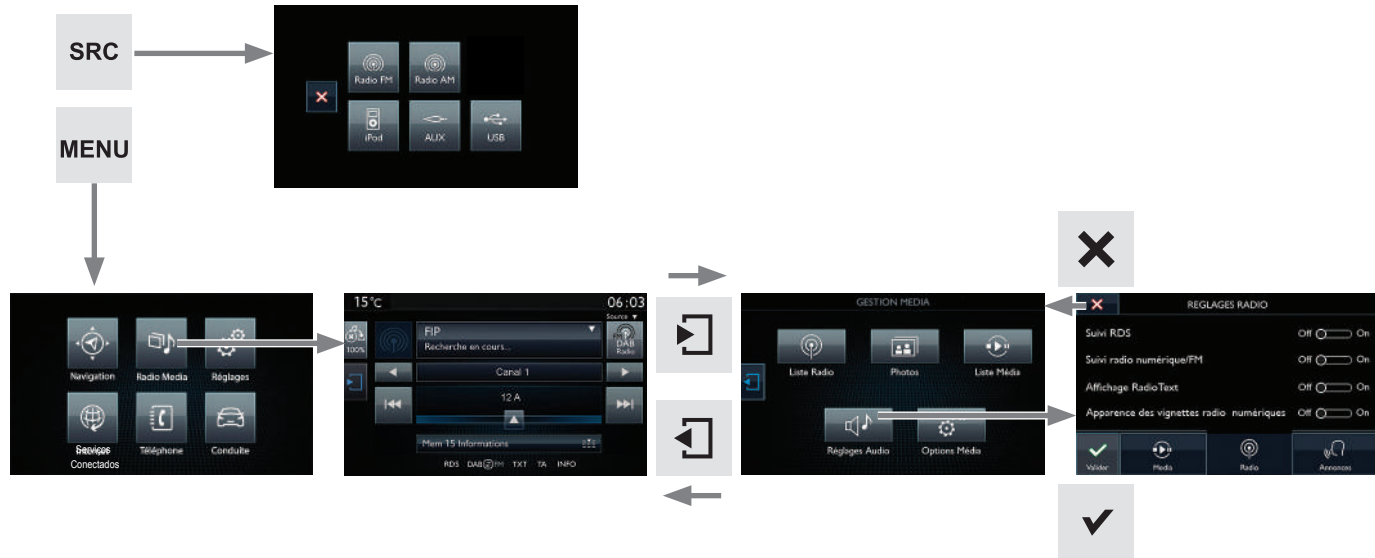 SRC
Radio FM
Radio AM
iPod
AUX
USB
MENU
Navigation
Radio Media
Réglages
Téléphone
Conduite
Serviços
Conectados
15°C
06:03
Source
100%
FIP
Recherche en cours...
DAB
Radio
Canal 1
12 A
Mem 15 Informations
RDS DAB FM TXT TA INFO
GESTION MEDIA
Liste Radio
Photos
Liste Média
Réglages Audio
Options Média
REGLAGES RADIO
Suivi RDS
Off
On
Suivi radio numérique/FM
Off
On
Affichage RadioText
Off
On
Apparence des vignettes radio numériques
Off
On
Valider
Media
Radio
Annonces